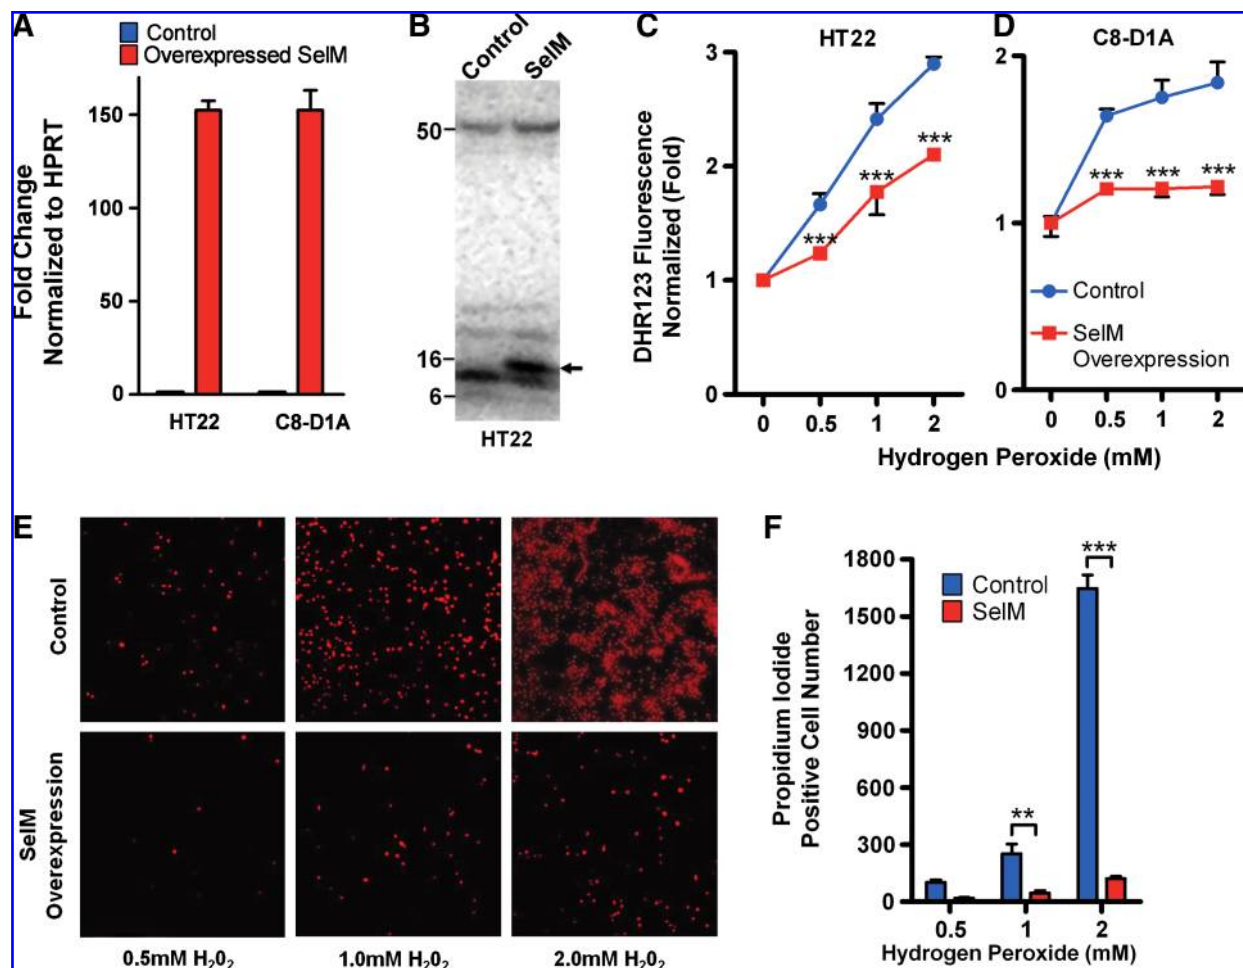 A
Control
Overexpressed SelM
Fold Change
Normalized to HPRT
150
100
50
0
HT22
C8-D1A
B
Control
SelM
50
16
6
HT22
C
HT22
DHR123 Fluorescence
Normalized (Fold)
3
2
1
0
***
***
***
0
0.5
1
2
D
C8-D1A
2
1
0
***
***
***
Control
SelM
Overexpression
0
0.5
1
2
Hydrogen Peroxide (mM)
E
Control
SelM
Overexpression
0.5mM H₂0₂
1.0mM H₂0₂
2.0mM H₂0₂
F
Propidium Iodide
Positive Cell Number
1800
1500
1200
900
600
300
0
Control
SelM
**
***
0.5
1
2
Hydrogen Peroxide (mM)